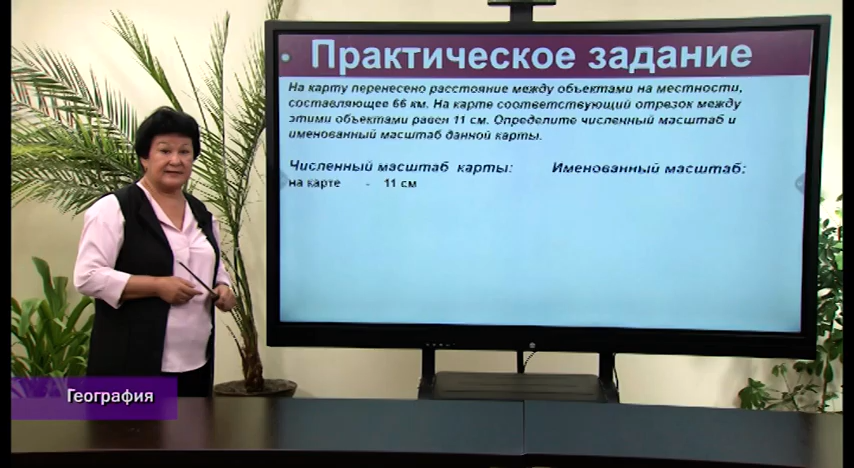 • Практическое задание
На карту перенесено расстояние между объектами на местности,
составляющее 66 км. На карте соответствующий отрезок между
этими объектами равен 11 см. Определите численный масштаб и
именованный масштаб данной карты.
Численный масштаб карты: Именованный масштаб:
на карте - 11 см
География